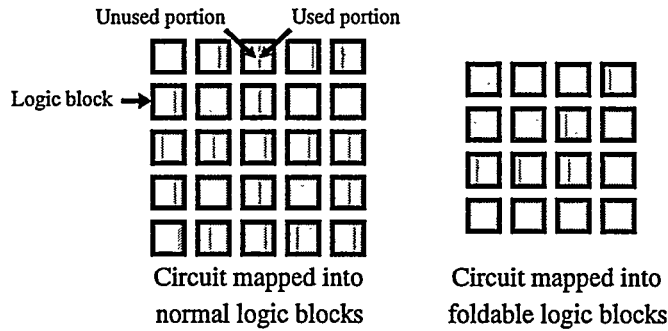 Unused portion Used portion
Logic block
Circuit mapped into
normal logic blocks
Circuit mapped into
foldable logic blocks